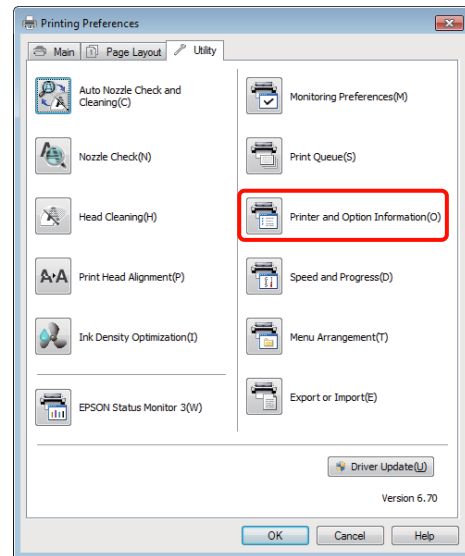 Printing Preferences
Main
Page Layout
Utility
Auto Nozzle Check and
Cleaning(C)
Monitoring Preferences(M)
Nozzle Check(N)
Print Queue(S)
Head Cleaning(H)
Printer and Option Information(O)
Print Head Alignment(P)
Speed and Progress(D)
Ink Density Optimization(I)
Menu Arrangement(T)
EPSON Status Monitor 3(W)
Export or Import(E)
Driver Update(U)
Version 6.70
OK
Cancel
Help